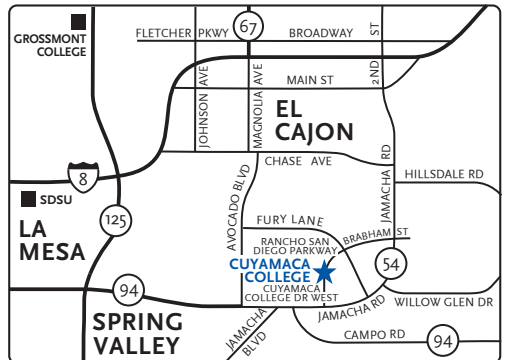 GROSSMONT
COLLEGE
FLETCHER PKWY
67
BROADWAY
2ND ST
JOHNSON AVE
MAGNOLIA AVE
MAIN ST
EL
CAJON
CHASE AVE
8
SDSU
LA
MESA
125
AVOCADO BLVD
JAMACHA RD
HILLSDALE RD
FURY LANE
RANCHO SAN
DIEGO PARKWAY
BRABHAM ST
CUYAMACA
COLLEGE
CUYAMACA
COLLEGE DR WEST
54
94
SPRING
VALLEY
JAMACHA
BLVD
JAMACHA RD
WILLOW GLEN DR
CAMPO RD
94